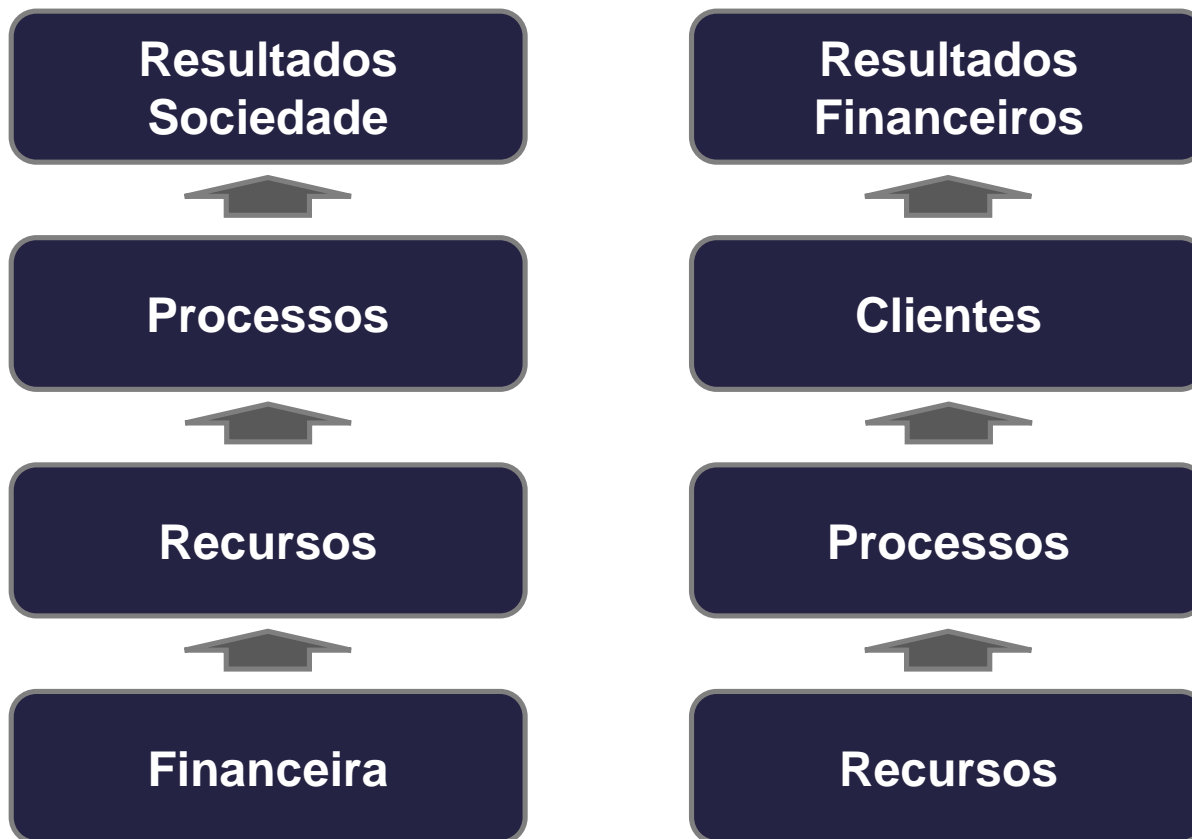 Resultados
Sociedade
Processos
Recursos
Financeira
Resultados
Financeiros
Clientes
Processos
Recursos